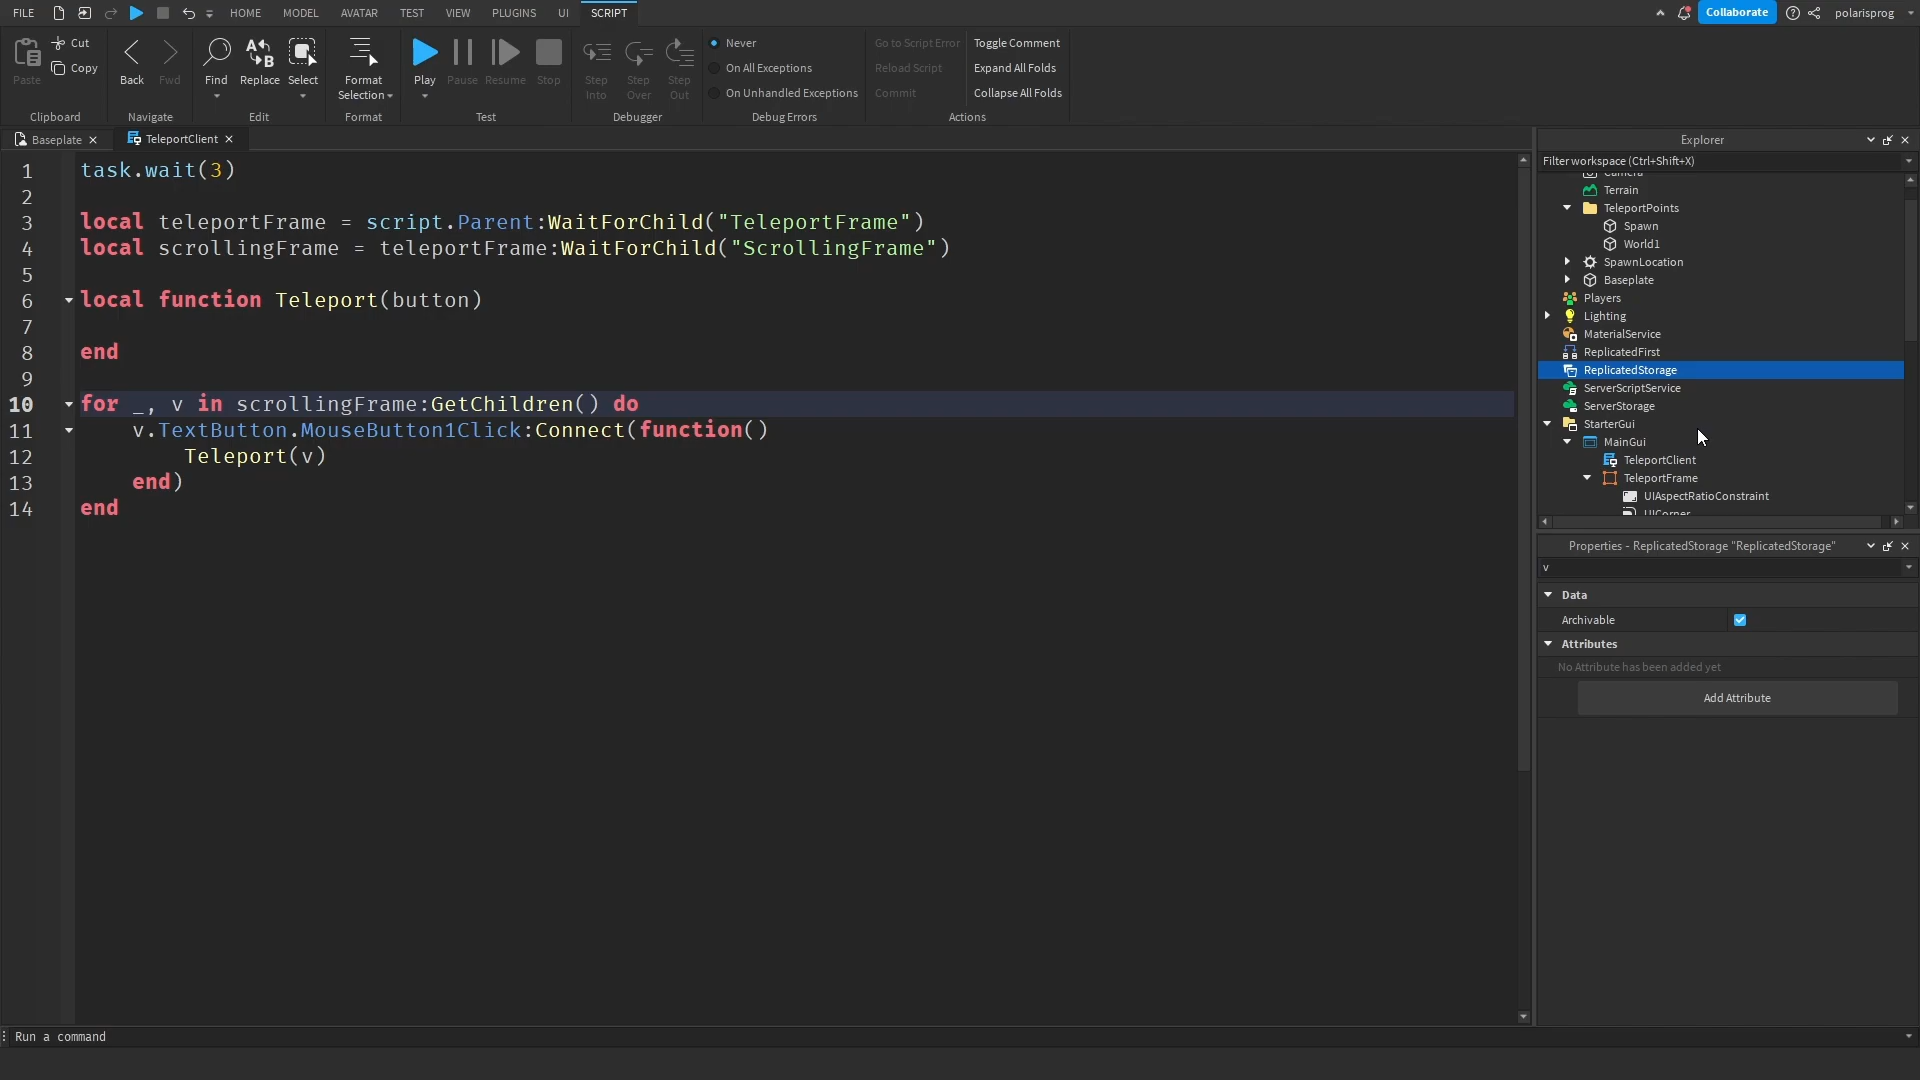 FILE HOME MODEL AVATAR TEST VIEW PLUGINS UI SCRIPT Collaborate polarisprog
Paste Cut Copy Back Fwd Find Replace Select Format Selection Play Pause Resume Stop Step Into Step Over Step Out
Never
On All Exceptions
On Unhandled Exceptions
Go to Script Error
Reload Script
Commit
Toggle Comment
Expand All Folds
Collapse All Folds
Clipboard Navigate Edit Format Test Debugger Debug Errors Actions
Baseplate TeleportClient
1 task.wait(3)
2
3 local teleportFrame = script.Parent:WaitForChild("TeleportFrame")
4 local scrollingFrame = teleportFrame:WaitForChild("ScrollingFrame")
5
6 local function Teleport(button)
7
8 end
9
10 for _, v in scrollingFrame:GetChildren() do
11 v.TextButton.MouseButton1Click:Connect(function()
12 Teleport(v)
13 end)
14 end
Explorer
Filter workspace (Ctrl+Shift+X)
Camera
Terrain
TeleportPoints
Spawn
World1
SpawnLocation
Baseplate
Players
Lighting
MaterialService
ReplicatedFirst
ReplicatedStorage
ServerScriptService
ServerStorage
StarterGui
MainGui
TeleportClient
TeleportFrame
UIAspectRatioConstraint
UICorner
Properties - ReplicatedStorage "ReplicatedStorage"
v
Data
Archivable
Attributes
No Attribute has been added yet
Add Attribute
Run a command